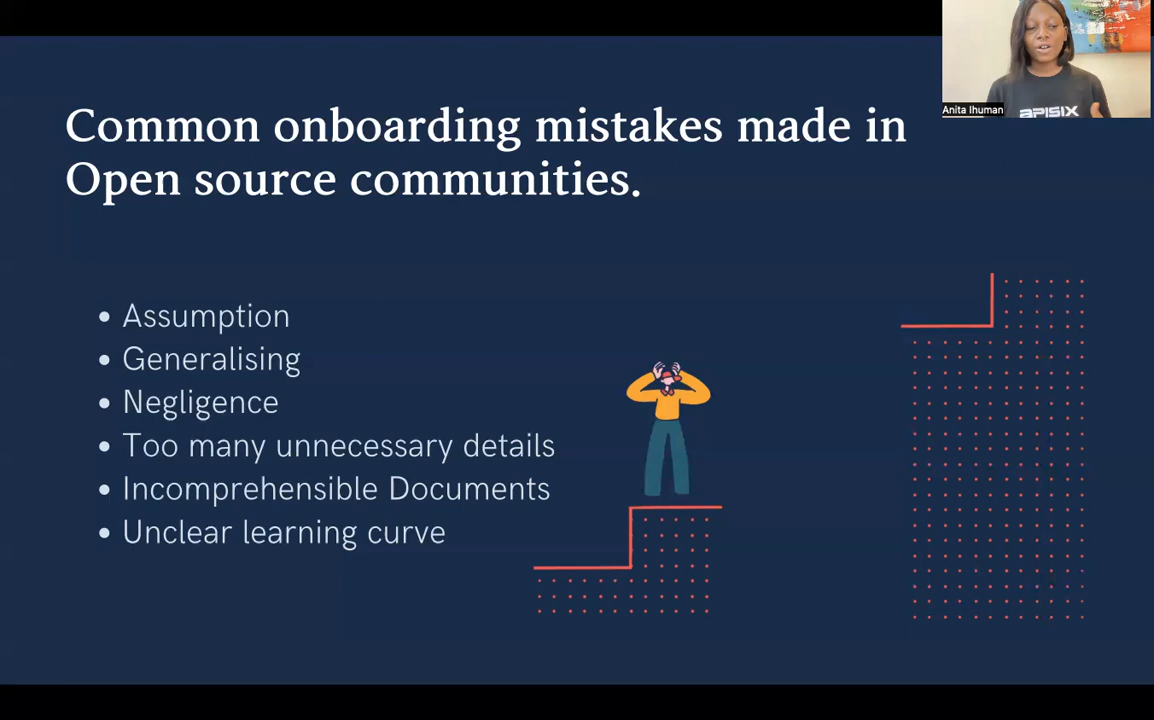 Common onboarding mistakes made in
Open source communities.
Anita Ihuman
APISIX
• Assumption
• Generalising
• Negligence
• Too many unnecessary details
• Incomprehensible Documents
• Unclear learning curve